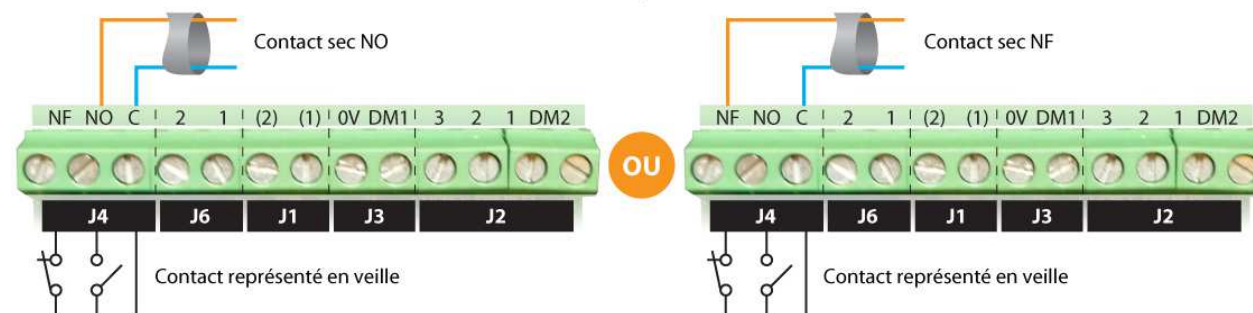 Contact sec NO
NF NO C 2 1 (2) (1) 0V DM1 3 2 1 DM2
J4 J6 J1 J3 J2
Contact représenté en veille
OU
Contact sec NF
NF NO C 2 1 (2) (1) 0V DM1 3 2 1 DM2
J4 J6 J1 J3 J2
Contact représenté en veille